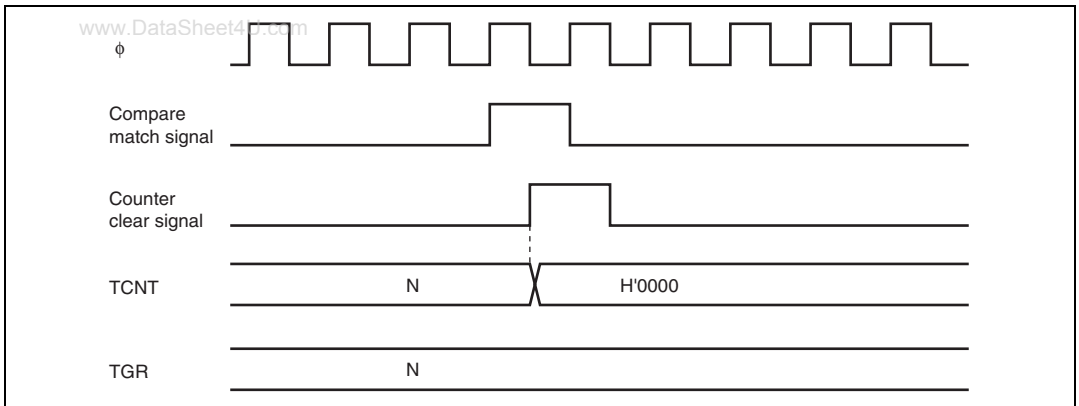 www.DataSheet4U.com
ϕ
Compare
match signal
Counter
clear signal
TCNT
N
H'0000
TGR
N